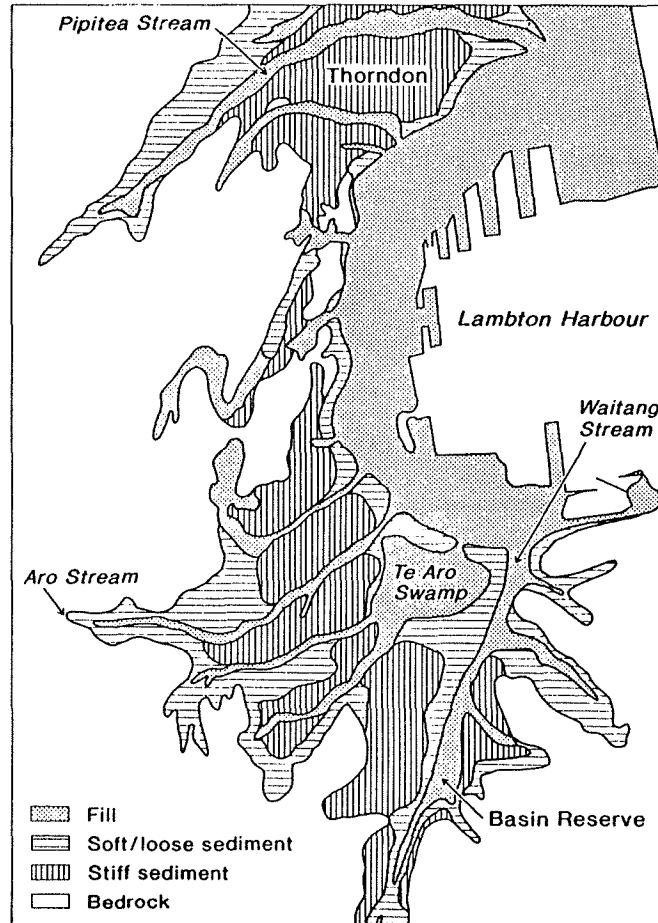 Pipitea Stream
Thorndon
Lambton Harbour
Waitang
Stream
Aro Stream
Te Aro
Swamp
Basin Reserve
Fill
Soft/loose sediment
Stiff sediment
Bedrock